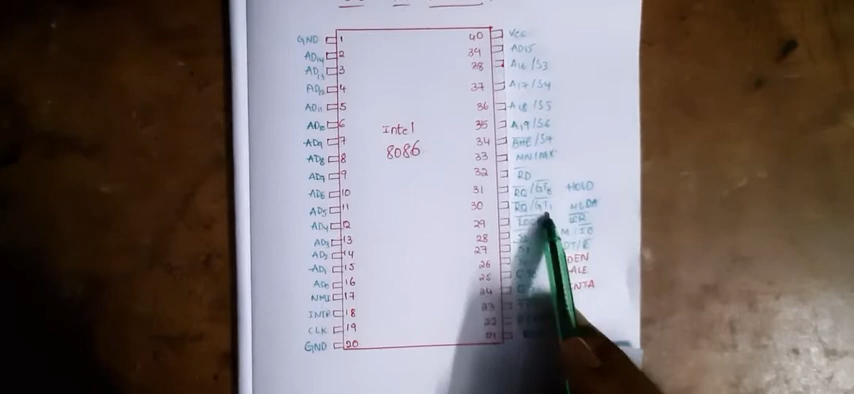 GND 1 40 Vcc
AD14 2 39 AD15
AD13 3 38 A16/S3
AD12 4 37 A17/S4
AD11 5 36 A18/S5
AD10 6 35 A19/S6
AD9 7 34 BHE/S7
AD8 8 33 MN/MX
AD7 9 32 RD
AD6 10 31 RQ/GT0 HOLD
AD5 11 30 RQ/GT1 HLDA
AD4 12 29 WR
AD3 13 28 M/IO
14 27 DT/R
AD1 15 26 DEN
AD0 16 25 ALE
NMI 17 24
INTR 18 23
CLK 19 22
GND 20 21
Intel
8086